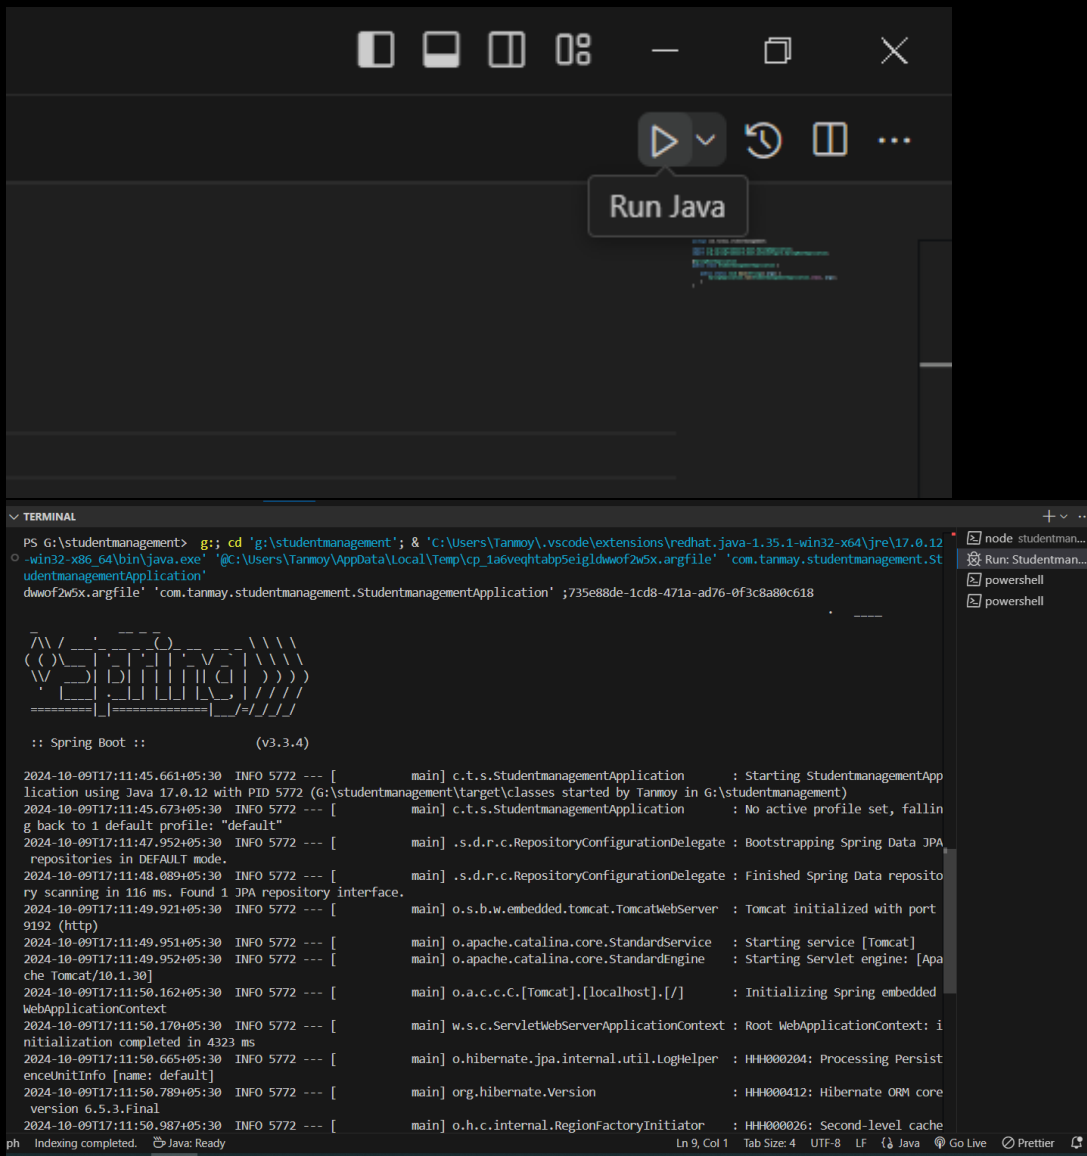 Run Java
TERMINAL
PS G:\studentmanagement>  g:; cd 'g:\studentmanagement'; & 'C:\Users\Tanmoy\.vscode\extensions\redhat.java-1.35.1-win32-x64\jre\17.0.12
-win32-x86_64\bin\java.exe' '@C:\Users\Tanmoy\AppData\Local\Temp\cp_1a6veqhtabp5eigldwwof2w5x.argfile' 'com.tanmay.studentmanagement.St
udentmanagementApplication'
dwwof2w5x.argfile' 'com.tanmay.studentmanagement.StudentmanagementApplication' ;735e88de-1cd8-471a-ad76-0f3c8a80c618
node studentman...
Run: Studentman...
powershell
powershell
:: Spring Boot ::                (v3.3.4)
2024-10-09T17:11:45.661+05:30  INFO 5772 --- [           main] c.t.s.StudentmanagementApplication       : Starting StudentmanagementApp
lication using Java 17.0.12 with PID 5772 (G:\studentmanagement\target\classes started by Tanmoy in G:\studentmanagement)
2024-10-09T17:11:45.673+05:30  INFO 5772 --- [           main] c.t.s.StudentmanagementApplication       : No active profile set, fallin
g back to 1 default profile: "default"
2024-10-09T17:11:47.952+05:30  INFO 5772 --- [           main] .s.d.r.c.RepositoryConfigurationDelegate : Bootstrapping Spring Data JPA
 repositories in DEFAULT mode.
2024-10-09T17:11:48.089+05:30  INFO 5772 --- [           main] .s.d.r.c.RepositoryConfigurationDelegate : Finished Spring Data reposito
ry scanning in 116 ms. Found 1 JPA repository interface.
2024-10-09T17:11:49.921+05:30  INFO 5772 --- [           main] o.s.b.w.embedded.tomcat.TomcatWebServer  : Tomcat initialized with port
9192 (http)
2024-10-09T17:11:49.951+05:30  INFO 5772 --- [           main] o.apache.catalina.core.StandardService   : Starting service [Tomcat]
2024-10-09T17:11:49.952+05:30  INFO 5772 --- [           main] o.apache.catalina.core.StandardEngine    : Starting Servlet engine: [Apa
che Tomcat/10.1.30]
2024-10-09T17:11:50.162+05:30  INFO 5772 --- [           main] o.a.c.c.C.[Tomcat].[localhost].[/]       : Initializing Spring embedded
WebApplicationContext
2024-10-09T17:11:50.170+05:30  INFO 5772 --- [           main] w.s.c.ServletWebServerApplicationContext : Root WebApplicationContext: i
nitialization completed in 4323 ms
2024-10-09T17:11:50.665+05:30  INFO 5772 --- [           main] o.hibernate.jpa.internal.util.LogHelper  : HHH000204: Processing Persist
enceUnitInfo [name: default]
2024-10-09T17:11:50.789+05:30  INFO 5772 --- [           main] org.hibernate.Version                    : HHH000412: Hibernate ORM core
 version 6.5.3.Final
2024-10-09T17:11:50.987+05:30  INFO 5772 --- [           main] o.h.c.internal.RegionFactoryInitiator    : HHH000026: Second-level cache
ph Indexing completed. Java: Ready Ln 9, Col 1 Tab Size: 4 UTF-8 LF Java Go Live Prettier